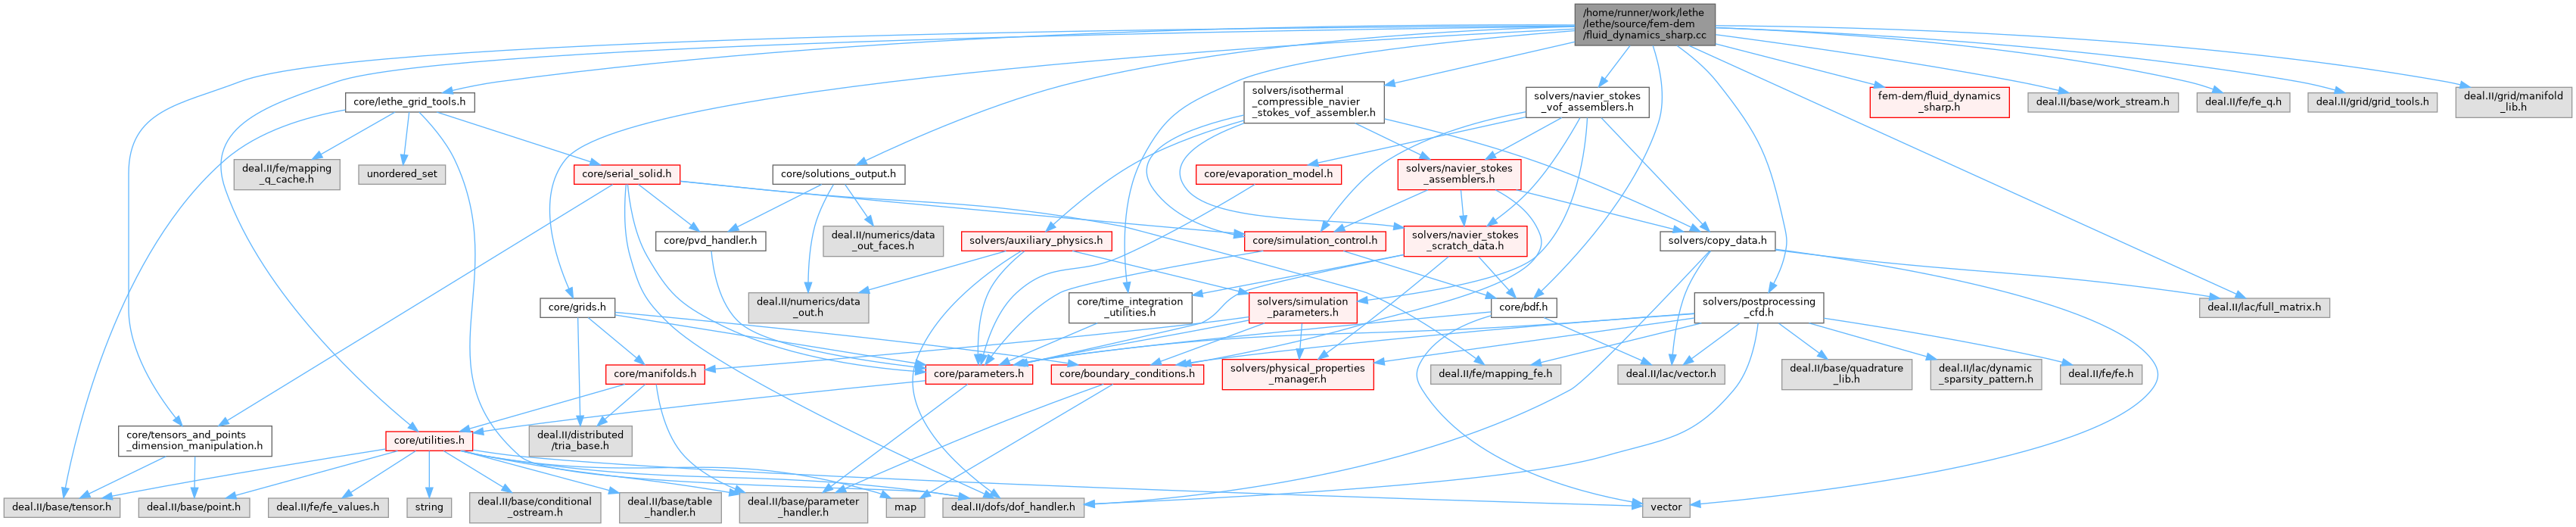 /home/runner/work/lethe
/lethe/source/fem-dem
/fluid_dynamics_sharp.cc
core/lethe_grid_tools.h
solvers/isothermal
_compressible_navier
_stokes_vof_assembler.h
solvers/navier_stokes
_vof_assemblers.h
fem-dem/fluid_dynamics
_sharp.h
deal.II/base/work_stream.h
deal.II/fe/fe_q.h
deal.II/grid/grid_tools.h
deal.II/grid/manifold
_lib.h
deal.II/fe/mapping
_q_cache.h
unordered_set
core/serial_solid.h
core/solutions_output.h
core/evaporation_model.h
solvers/navier_stokes
_assemblers.h
core/pvd_handler.h
deal.II/numerics/data
_out_faces.h
solvers/auxiliary_physics.h
core/simulation_control.h
solvers/navier_stokes
_scratch_data.h
solvers/copy_data.h
core/grids.h
deal.II/numerics/data
_out.h
core/time_integration
_utilities.h
solvers/simulation
_parameters.h
core/bdf.h
solvers/postprocessing
_cfd.h
deal.II/lac/full_matrix.h
core/manifolds.h
core/parameters.h
core/boundary_conditions.h
solvers/physical_properties
_manager.h
deal.II/fe/mapping_fe.h
deal.II/lac/vector.h
deal.II/base/quadrature
_lib.h
deal.II/lac/dynamic
_sparsity_pattern.h
deal.II/fe/fe.h
core/tensors_and_points
_dimension_manipulation.h
core/utilities.h
deal.II/distributed
/tria_base.h
deal.II/base/tensor.h
deal.II/base/point.h
deal.II/fe/fe_values.h
string
deal.II/base/conditional
_ostream.h
deal.II/base/table
_handler.h
deal.II/base/parameter
_handler.h
map
deal.II/dofs/dof_handler.h
vector